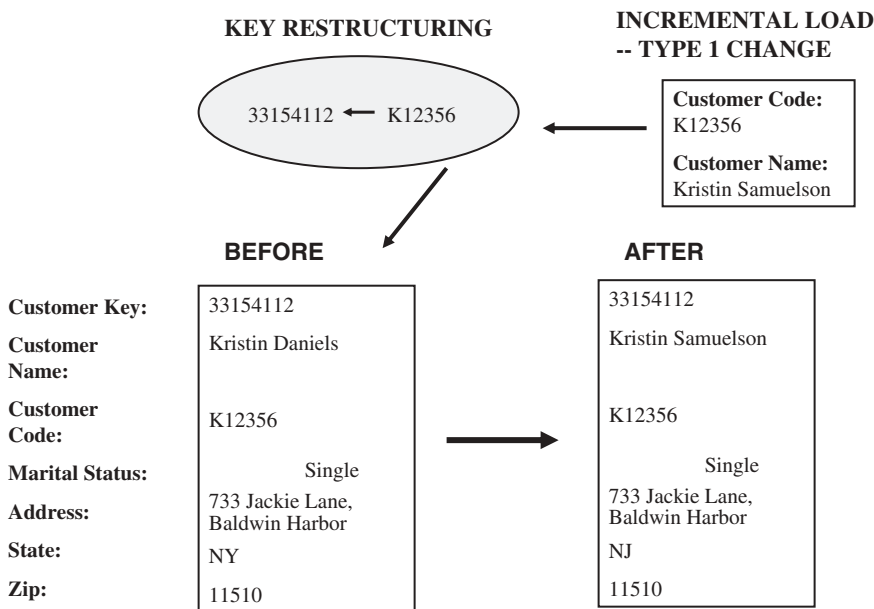 KEY RESTRUCTURING
INCREMENTAL LOAD
-- TYPE 1 CHANGE
33154112 K12356
Customer Code:
K12356
Customer Name:
Kristin Samuelson
BEFORE
AFTER
Customer Key:
33154112
33154112
Customer
Name:
Kristin Daniels
Kristin Samuelson
Customer
Code:
K12356
K12356
Marital Status:
Single
Single
Address:
733 Jackie Lane,
Baldwin Harbor
733 Jackie Lane,
Baldwin Harbor
State:
NY
NJ
Zip:
11510
11510